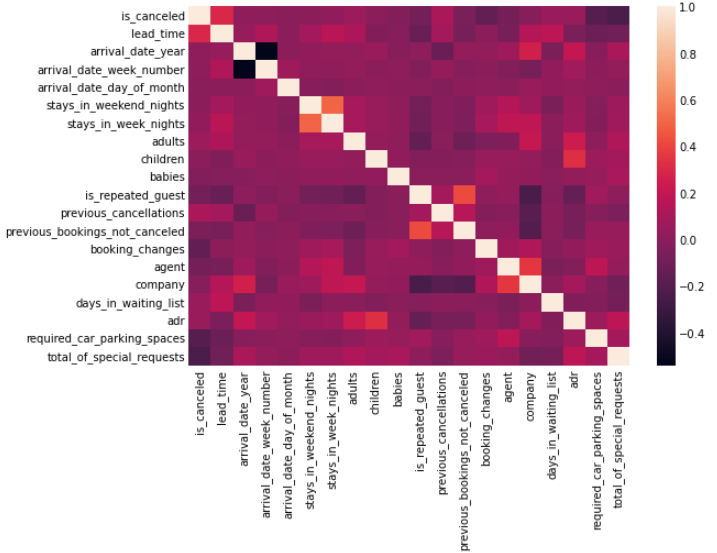 is_canceled
lead_time
arrival_date_year
arrival_date_week_number
arrival_date_day_of_month
stays_in_weekend_nights
stays_in_week_nights
adults
children
babies
is_repeated_guest
previous_cancellations
previous_bookings_not_canceled
booking_changes
agent
company
days_in_waiting_list
adr
required_car_parking_spaces
total_of_special_requests
is_canceled
lead_time
arrival_date_year
arrival_date_week_number
arrival_date_day_of_month
stays_in_weekend_nights
stays_in_week_nights
adults
children
babies
is_repeated_guest
previous_cancellations
previous_bookings_not_canceled
booking_changes
agent
company
days_in_waiting_list
adr
required_car_parking_spaces
total_of_special_requests
1.0
0.8
0.6
0.4
0.2
0.0
−0.2
−0.4